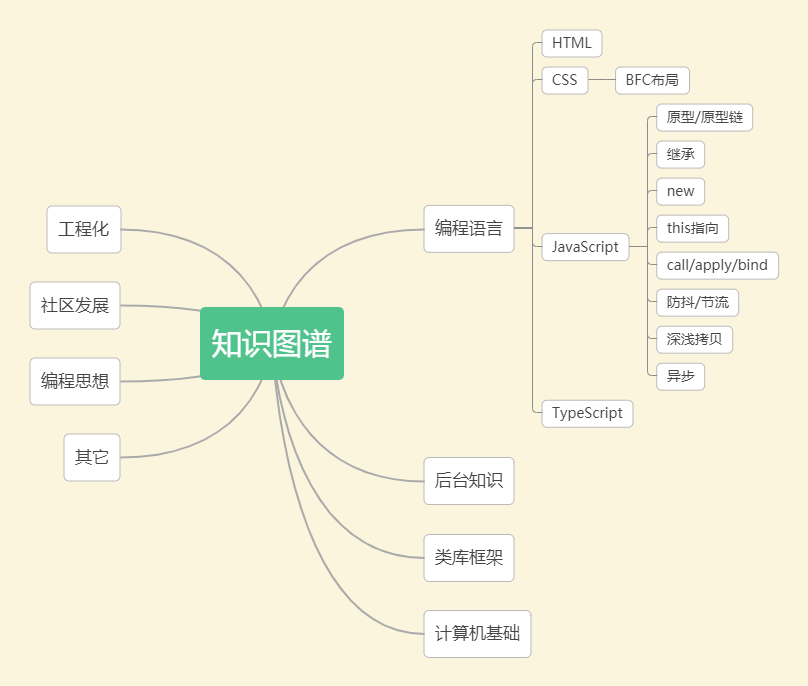 知识图谱
编程语言
HTML
CSS
BFC布局
JavaScript
原型/原型链
继承
new
this指向
call/apply/bind
防抖/节流
深浅拷贝
异步
TypeScript
后台知识
类库框架
计算机基础
工程化
社区发展
编程思想
其它